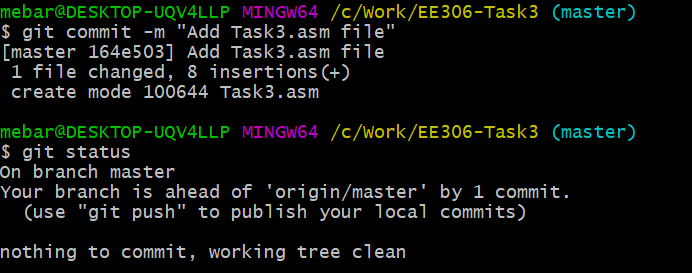 mebar@DESKTOP-UQV4LLP MINGW64 /c/Work/EE306-Task3 (master)
$ git commit -m "Add Task3.asm file"
[master 164e503] Add Task3.asm file
 1 file changed, 8 insertions(+)
 create mode 100644 Task3.asm

mebar@DESKTOP-UQV4LLP MINGW64 /c/Work/EE306-Task3 (master)
$ git status
On branch master
Your branch is ahead of 'origin/master' by 1 commit.
  (use "git push" to publish your local commits)

nothing to commit, working tree clean